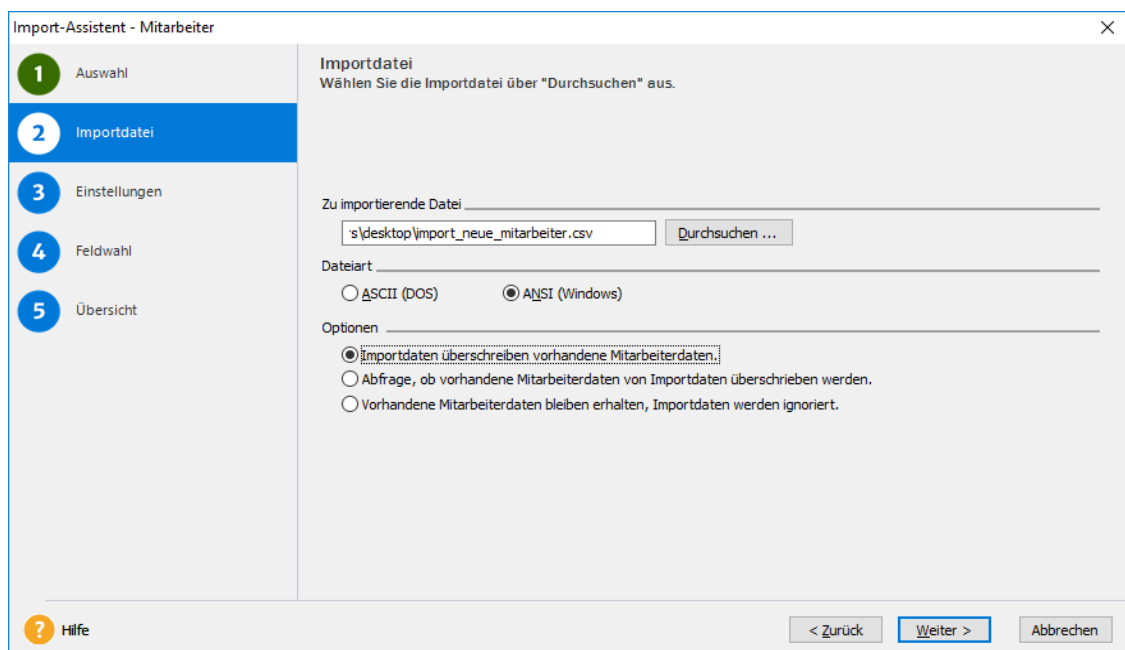 Import-Assistent - Mitarbeiter
1 Auswahl
2 Importdatei
3 Einstellungen
4 Feldwahl
5 Übersicht
Importdatei
Wählen Sie die Importdatei über "Durchsuchen" aus.
Zu importierende Datei
's\desktop\import_neue_mitarbeiter.csv Durchsuchen ...
Dateiart
ASCII (DOS) ANSI (Windows)
Optionen
Importdaten überschreiben vorhandene Mitarbeiterdaten.
Abfrage, ob vorhandene Mitarbeiterdaten von Importdaten überschrieben werden.
Vorhandene Mitarbeiterdaten bleiben erhalten, Importdaten werden ignoriert.
? Hilfe < Zurück Weiter > Abbrechen